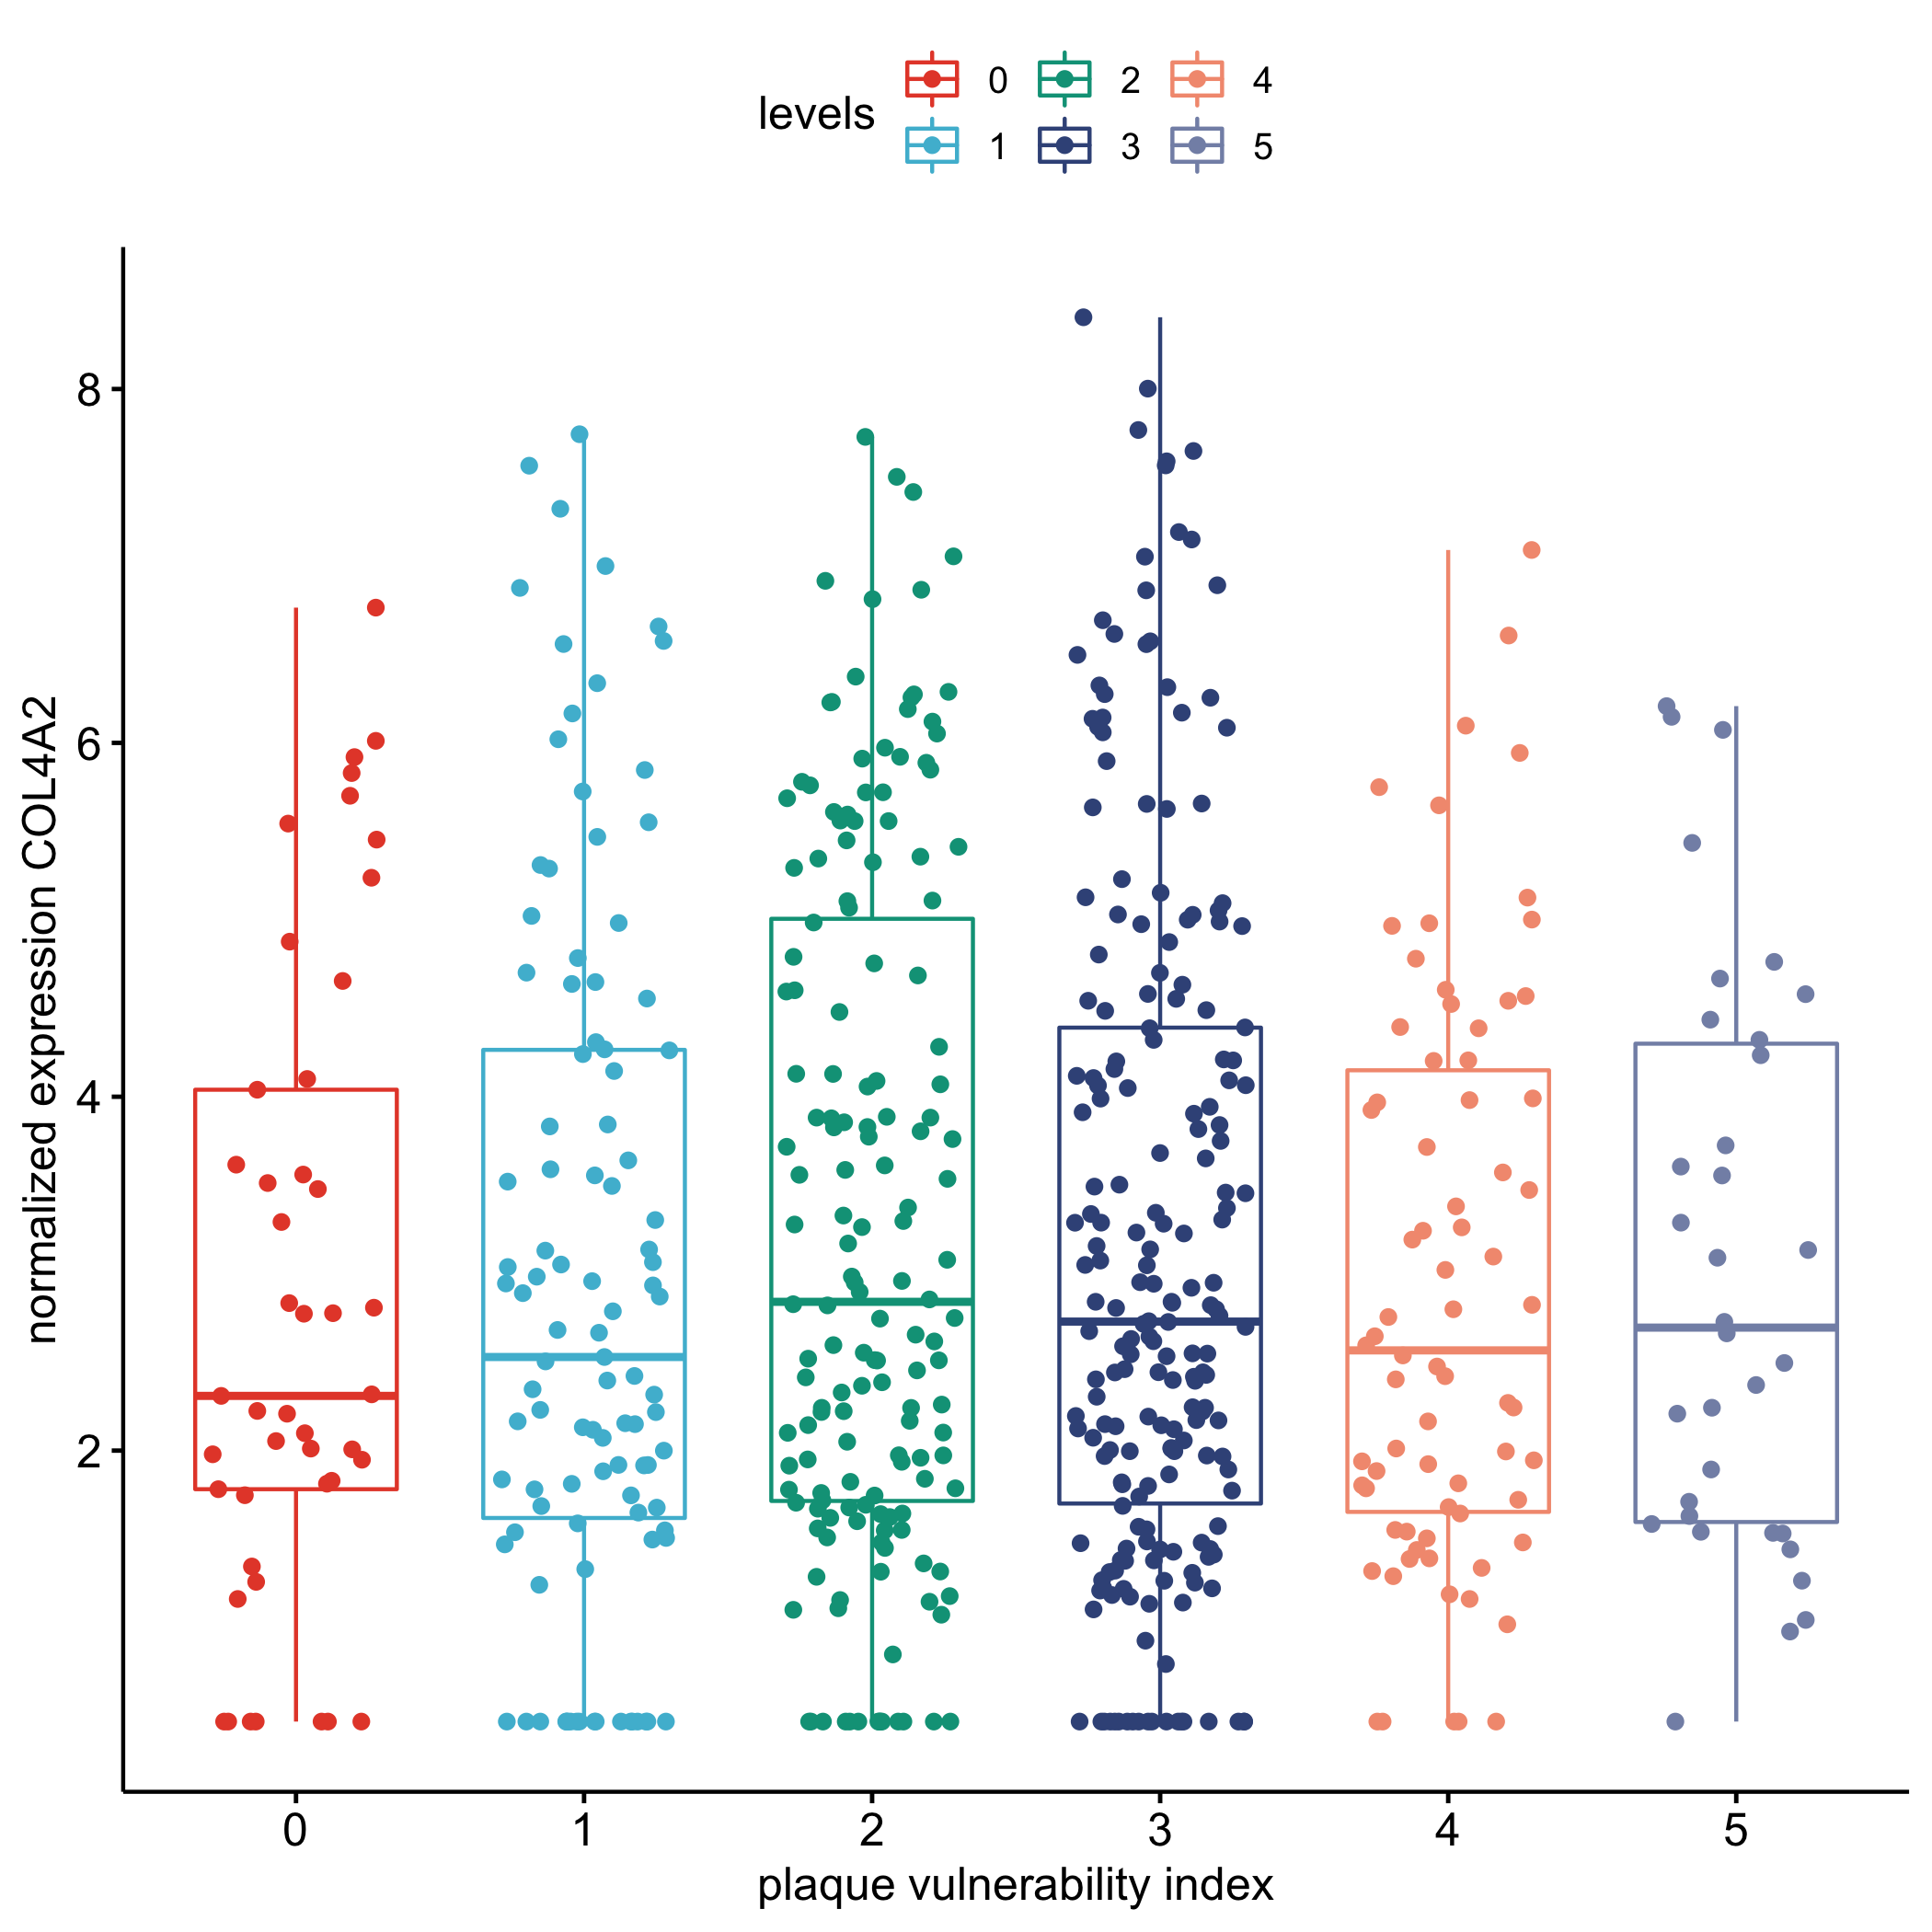 levels 0 2 4
1 3 5
normalized expression COL4A2
8
6
4
2
0 1 2 3 4 5
plaque vulnerability index